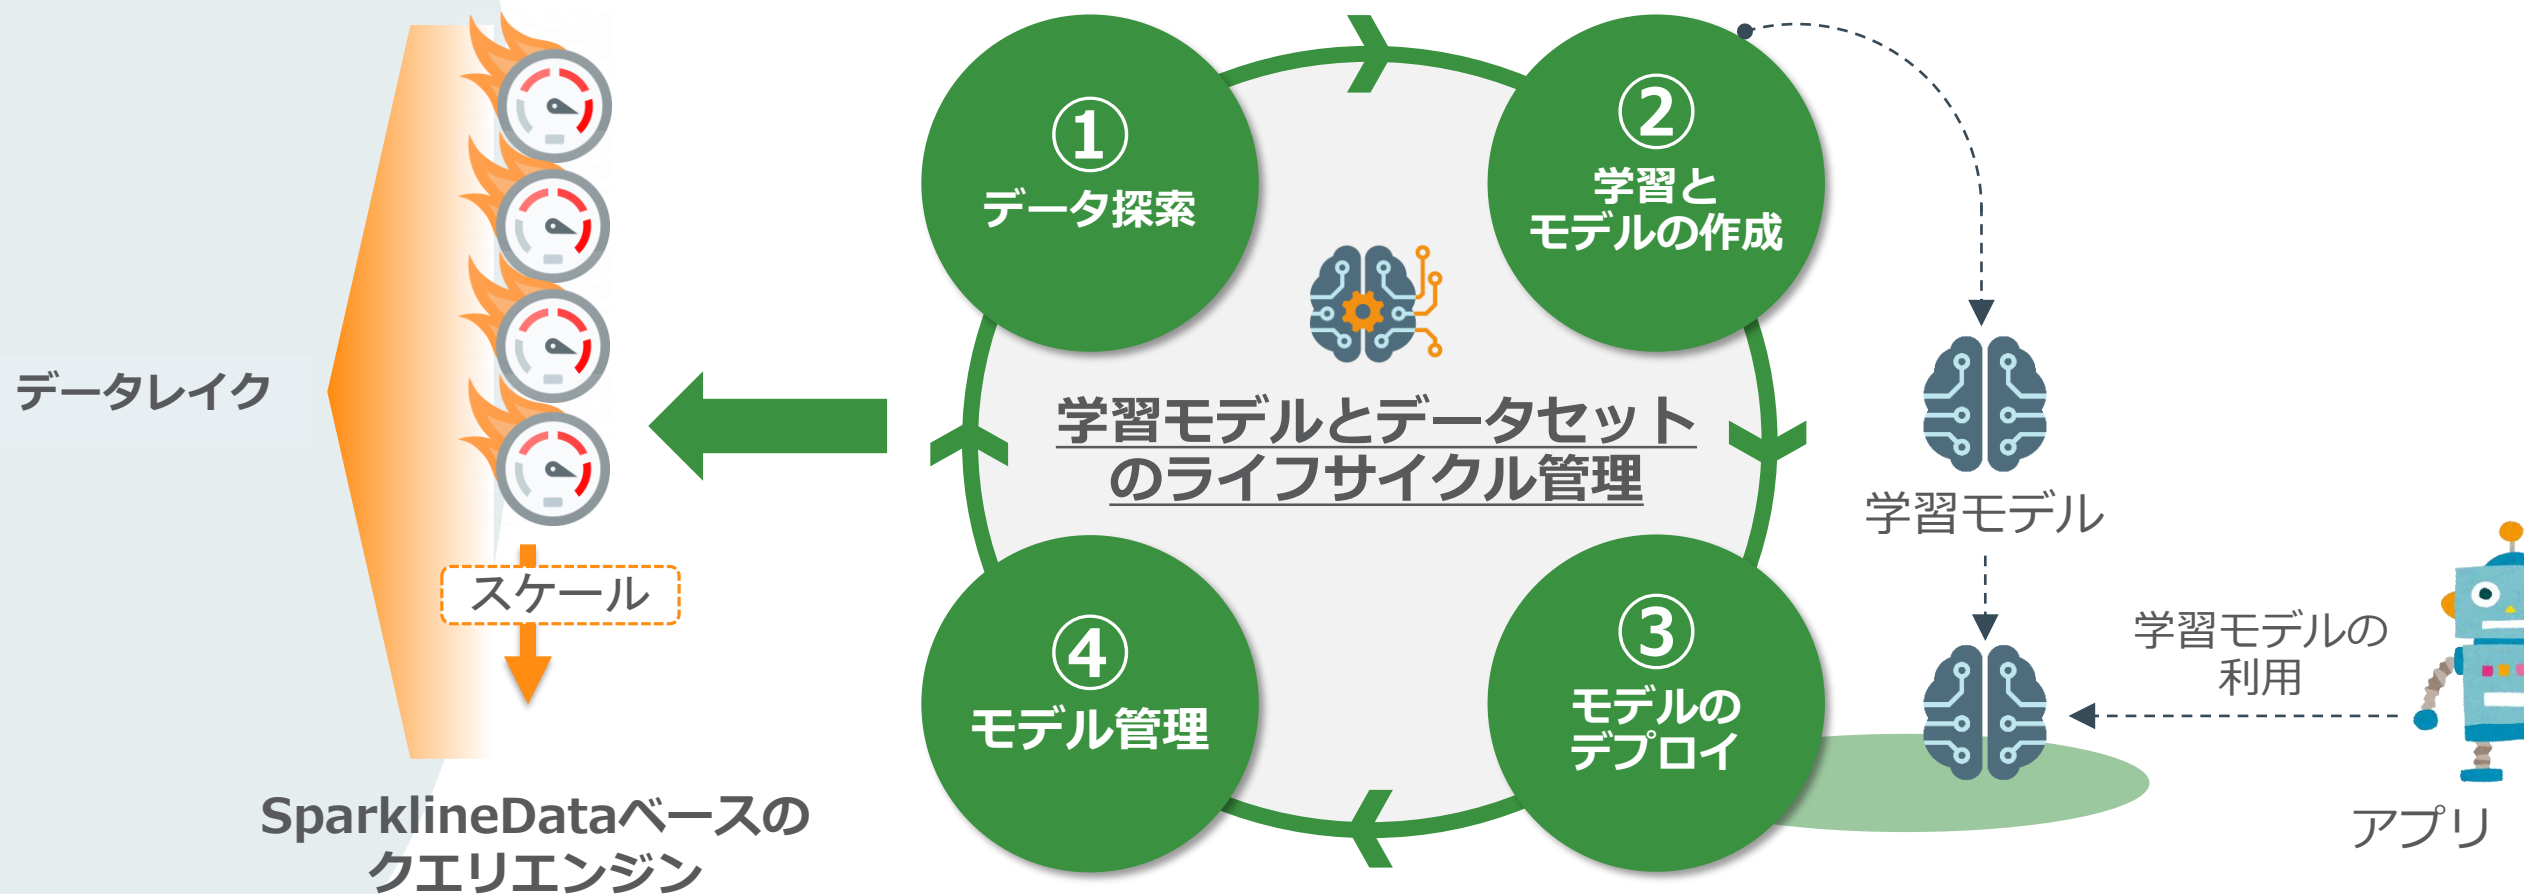 データレイク
スケール
SparklineDataベースの
クエリエンジン
①
データ探索
②
学習と
モデルの作成
学習モデルとデータセット
のライフサイクル管理
④
モデル管理
③
モデルの
デプロイ
学習モデル
学習モデルの
利用
アプリ